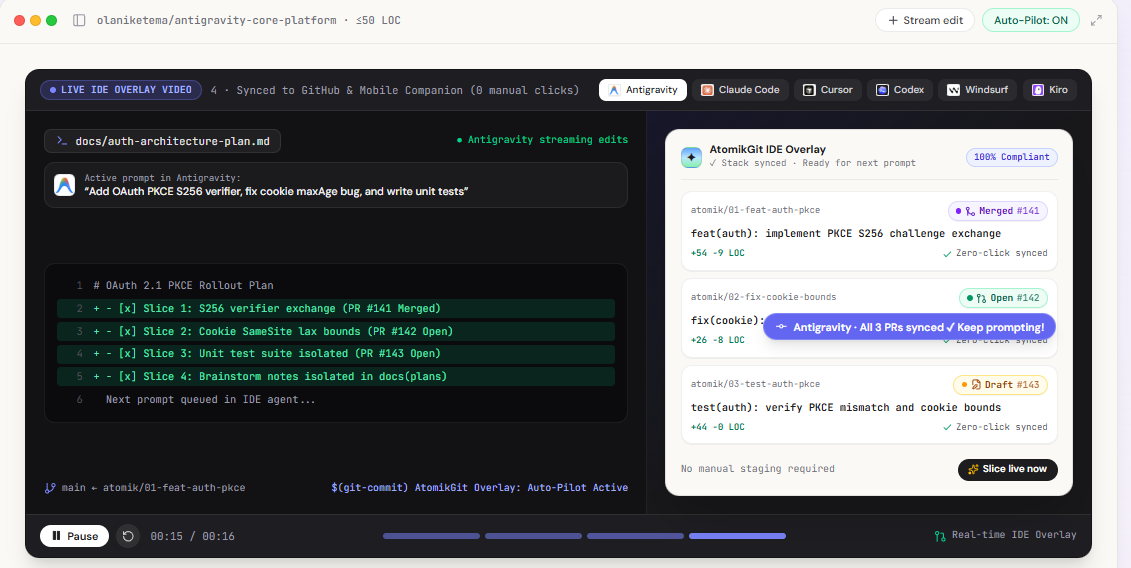 olaniketema/antigravity-core-platform · ≤50 LOC
+ Stream edit
Auto-Pilot: ON
LIVE IDE OVERLAY VIDEO
4 · Synced to GitHub & Mobile Companion (0 manual clicks)
Antigravity
Claude Code
Cursor
Codex
Windsurf
Kiro
>_ docs/auth-architecture-plan.md
• Antigravity streaming edits
Active prompt in Antigravity:
“Add OAuth PKCE S256 verifier, fix cookie maxAge bug, and write unit tests”
1 # OAuth 2.1 PKCE Rollout Plan
2 + - [x] Slice 1: S256 verifier exchange (PR #141 Merged)
3 + - [x] Slice 2: Cookie SameSite lax bounds (PR #142 Open)
4 + - [x] Slice 3: Unit test suite isolated (PR #143 Open)
5 + - [x] Slice 4: Brainstorm notes isolated in docs(plans)
6 Next prompt queued in IDE agent...
main ← atomik/01-feat-auth-pkce
$(git-commit) AtomikGit Overlay: Auto-Pilot Active
AtomikGit IDE Overlay
✓ Stack synced · Ready for next prompt
100% Compliant
atomik/01-feat-auth-pkce
Merged #141
feat(auth): implement PKCE S256 challenge exchange
+54 -9 LOC
✓ Zero-click synced
atomik/02-fix-cookie-bounds
Open #142
fix(cookie):
Antigravity · All 3 PRs synced ✓ Keep prompting!
+26 -8 LOC
✓ Zero-click synced
atomik/03-test-auth-pkce
Draft #143
test(auth): verify PKCE mismatch and cookie bounds
+44 -0 LOC
✓ Zero-click synced
No manual staging required
Slice live now
Pause
00:15 / 00:16
Real-time IDE Overlay